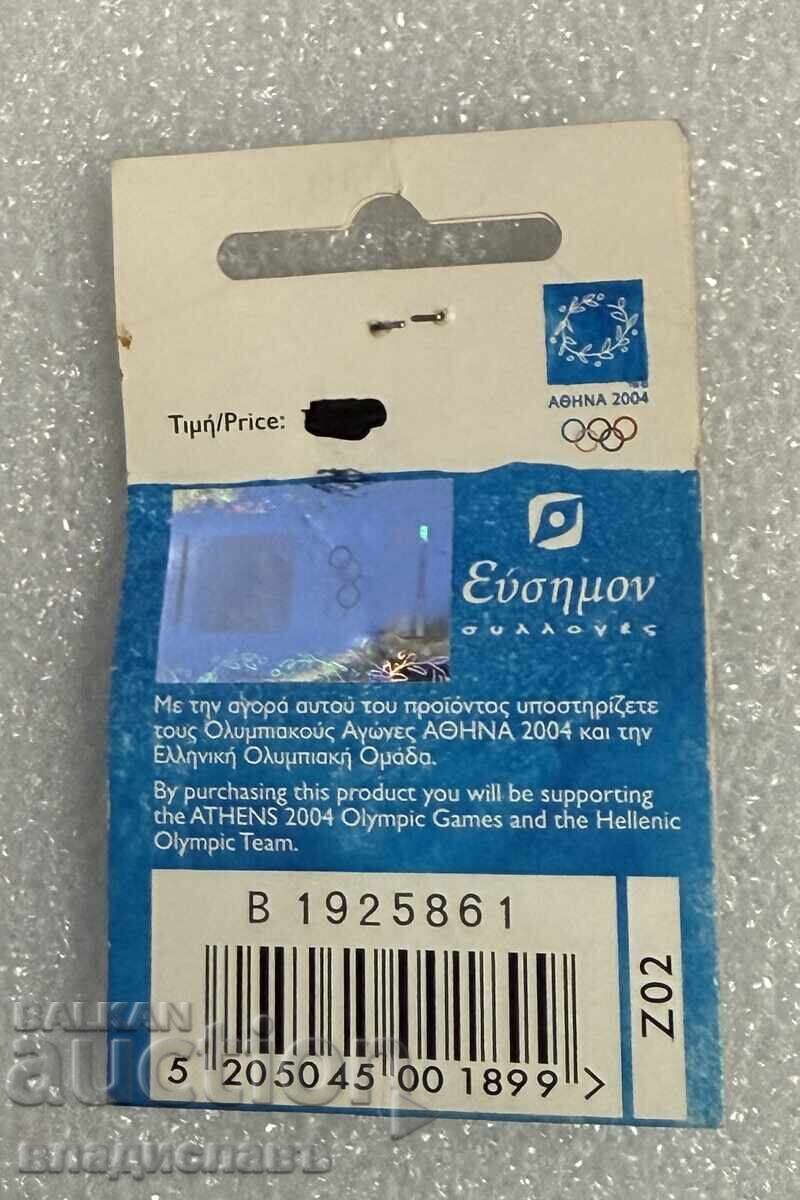 ΑΘΗΝΑ 2004
Τιμή/Price:
Εύσημον
συλλογές
Με την αγορά αυτού του προϊόντος υποστηρίζετε
τους Ολυμπιακούς Αγώνες ΑΘΗΝΑ 2004 και την
Ελληνική Ολυμπιακή Ομάδα.
By purchasing this product you will be supporting
the ATHENS 2004 Olympic Games and the Hellenic
Olympic Team.
B 1925861
Z02
5 205045 001899 >
BALKAN
auction
владиславъ